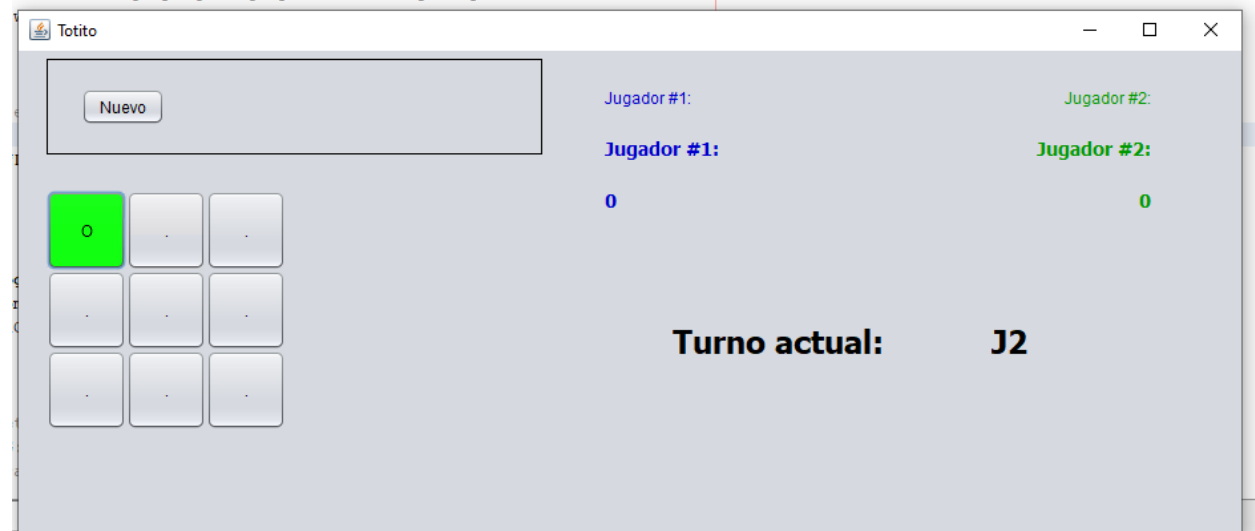 Totito
Nuevo
Jugador #1:
Jugador #2:
Jugador #1:
Jugador #2:
0
0
O . .
. . .
. . .
Turno actual: J2